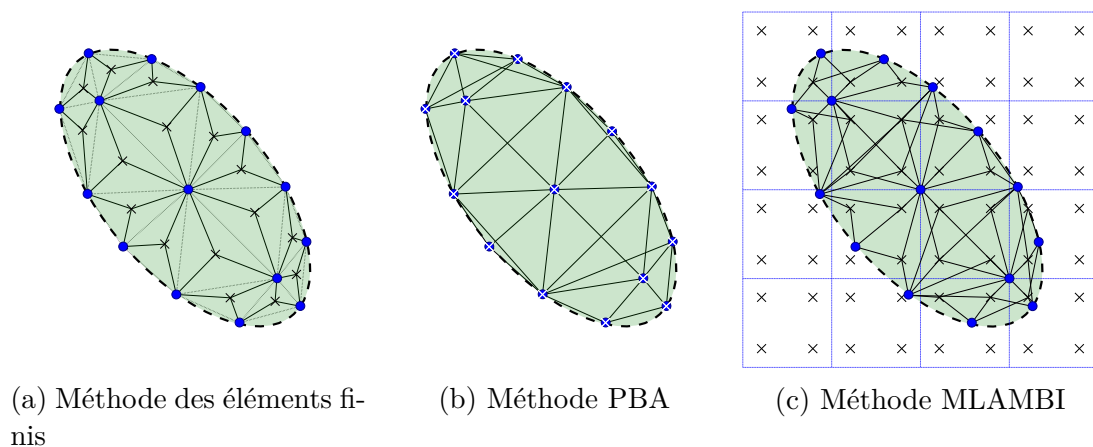 (a) Méthode des éléments fi-
nis
(b) Méthode PBA
(c) Méthode MLAMBI